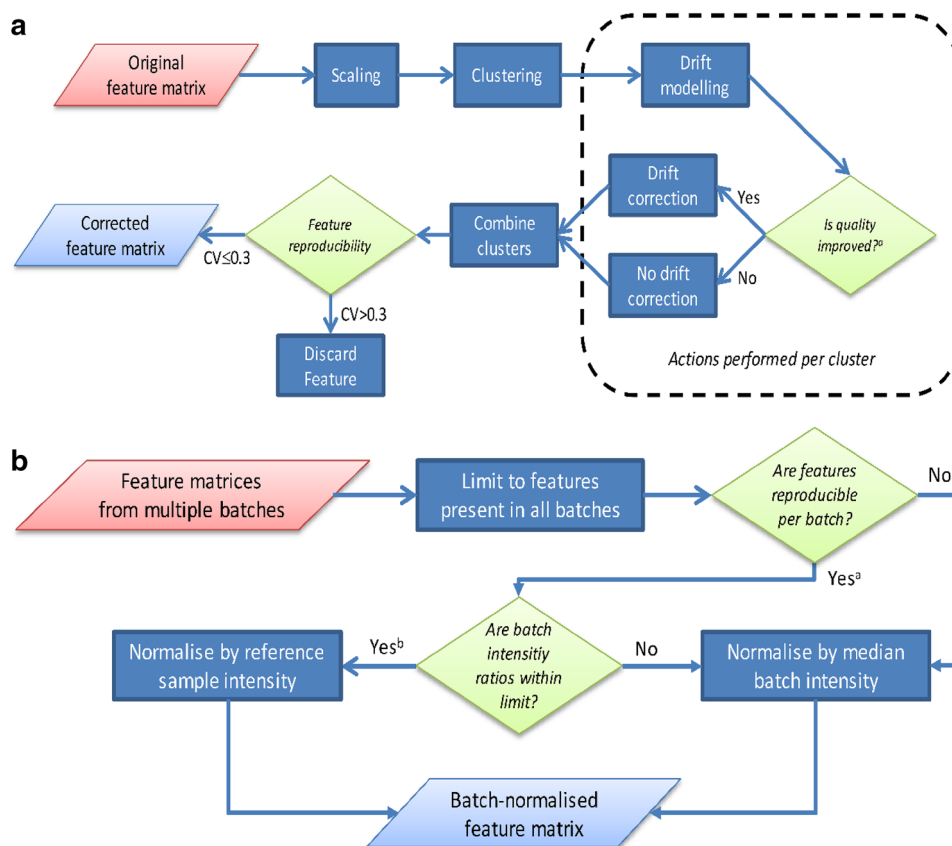 a
Original
feature matrix
Scaling
Clustering
Drift
modelling
Is quality
improved?ᵃ
Yes
No
Drift
correction
No drift
correction
Actions performed per cluster
Combine
clusters
Feature
reproducibility
CV≤0.3
CV>0.3
Corrected
feature matrix
Discard
Feature
b
Feature matrices
from multiple batches
Limit to features
present in all batches
Are features
reproducible
per batch?
No
Yesᵃ
Are batch
intensitiy
ratios within
limit?
Yesᵇ
No
Normalise by reference
sample intensity
Normalise by median
batch intensity
Batch-normalised
feature matrix